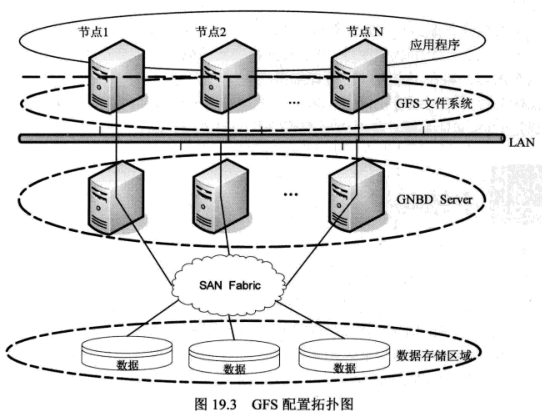 节点1
节点2
节点 N
应用程序
...
GFS 文件系统
LAN
...
GNBD Server
SAN Fabric
数据
数据
数据
数据存储区域
图 19.3 GFS 配置拓扑图